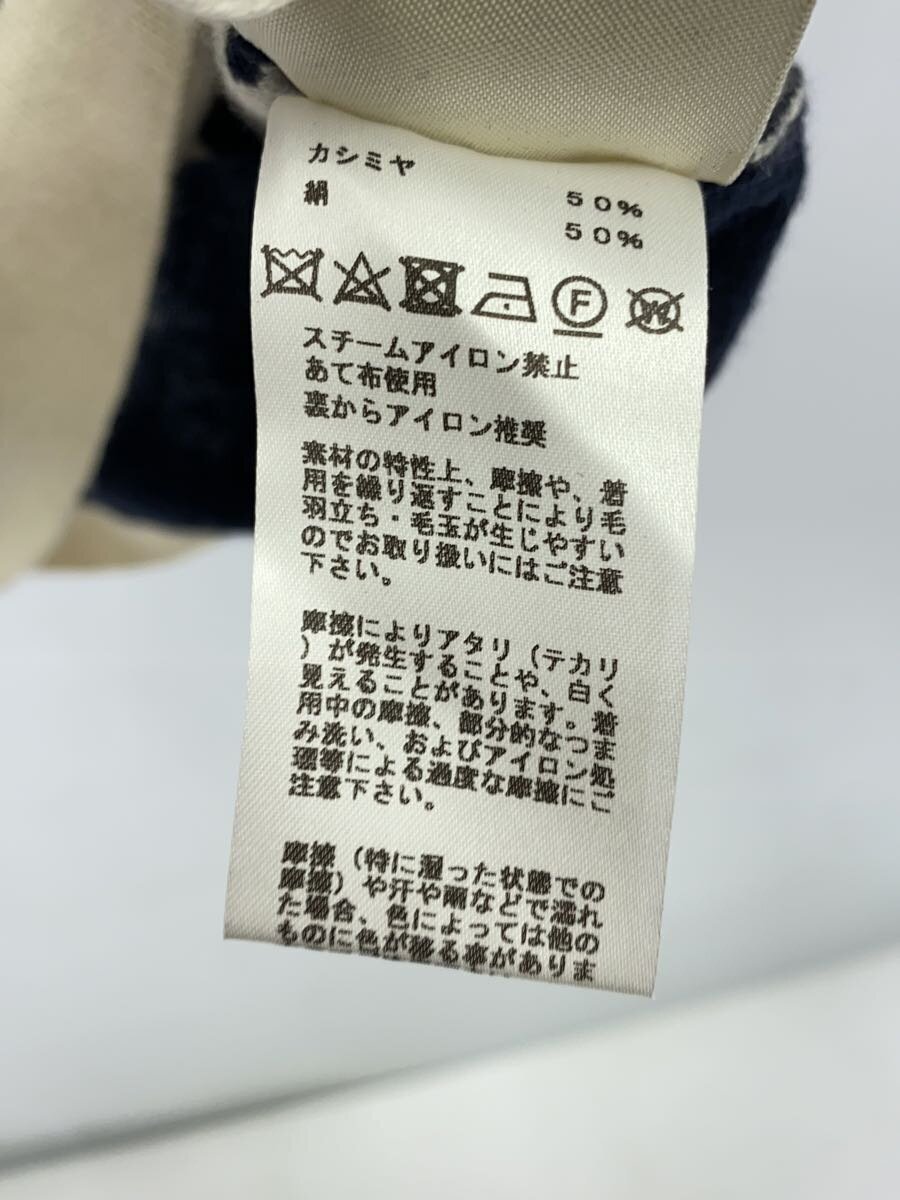 カシミヤ 50%
絹 50%
F W
スチームアイロン禁止
あて布使用
裏からアイロン推奨
素材の特性上、摩擦や、着
用を繰り返すことにより毛
羽立ち・毛玉が生じやすい
のでお取り扱いにはご注意
下さい。
摩擦によりアタリ（テカリ
）が発生することや、白く
見えることがあります。着
用中の摩擦、部分的なつま
み洗い、およびアイロン処
理等による過度な摩擦にご
注意下さい。
摩擦（特に湿った状態での
摩擦）や汗や雨などで濡れ
た場合、色によっては他の
ものに色が移る事がありま